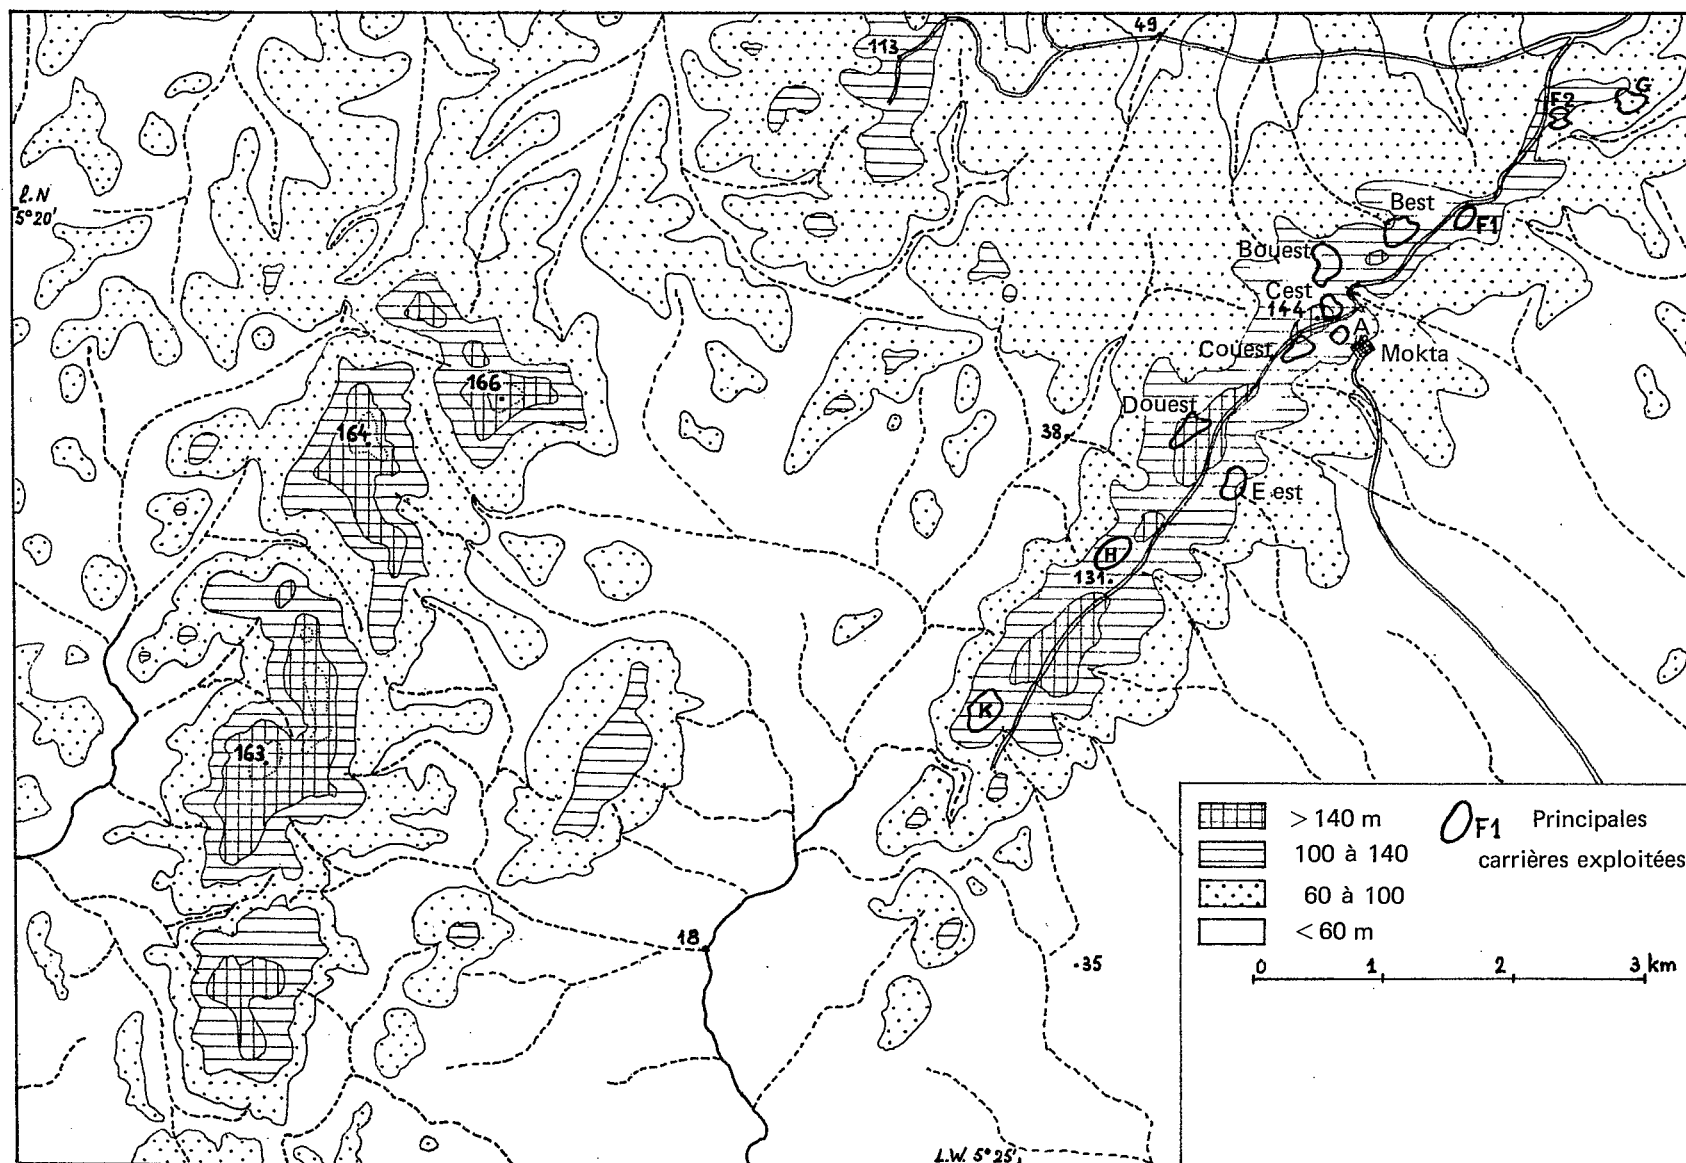 49
113
G
F2
l.N
5°20'
Best
F1
Bouest
Cest
144
A
Couest
Mokta
166
Douest
164
38
E est
H
131
K
163
> 140 m
F1 Principales
carrières exploitées
100 à 140
60 à 100
< 60 m
18
35
0 1 2 3 km
L.W. 5°25'